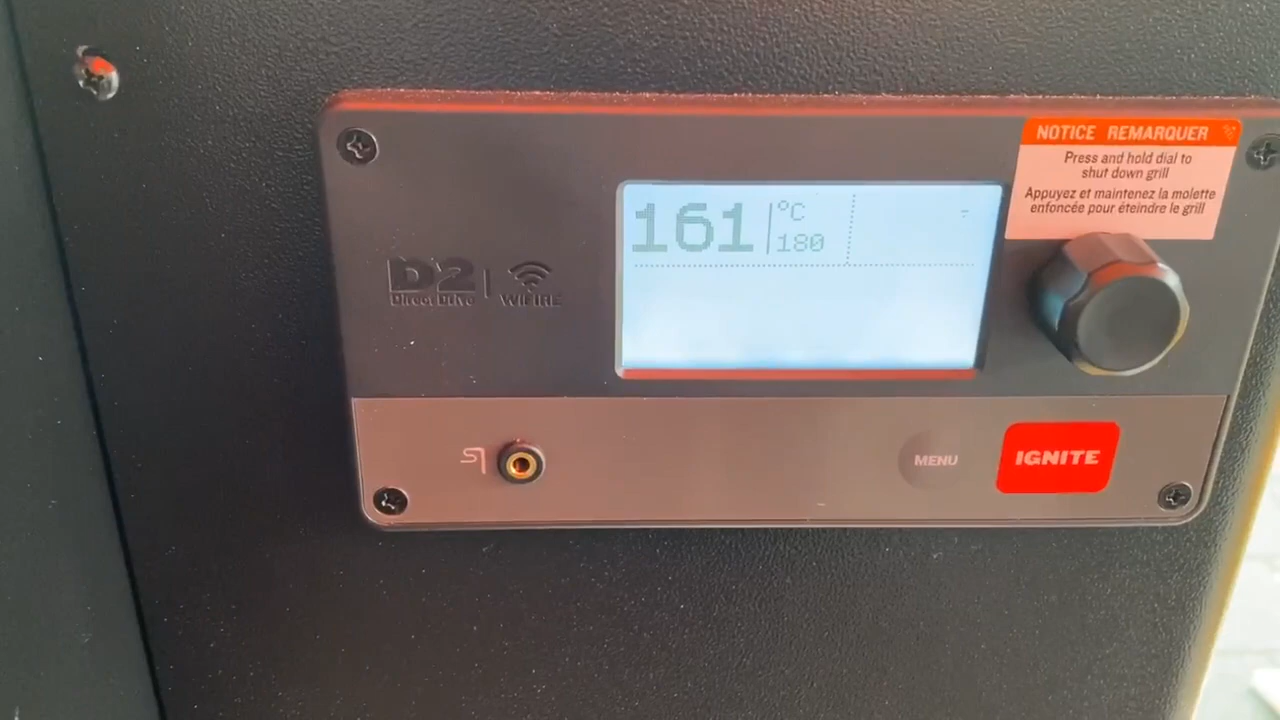 NOTICE REMARQUER
Press and hold dial to
shut down grill
Appuyez et maintenez la molette
enfoncée pour éteindre le grill
161 °C
180
D2
Direct Drive
WiFIRE
MENU
IGNITE